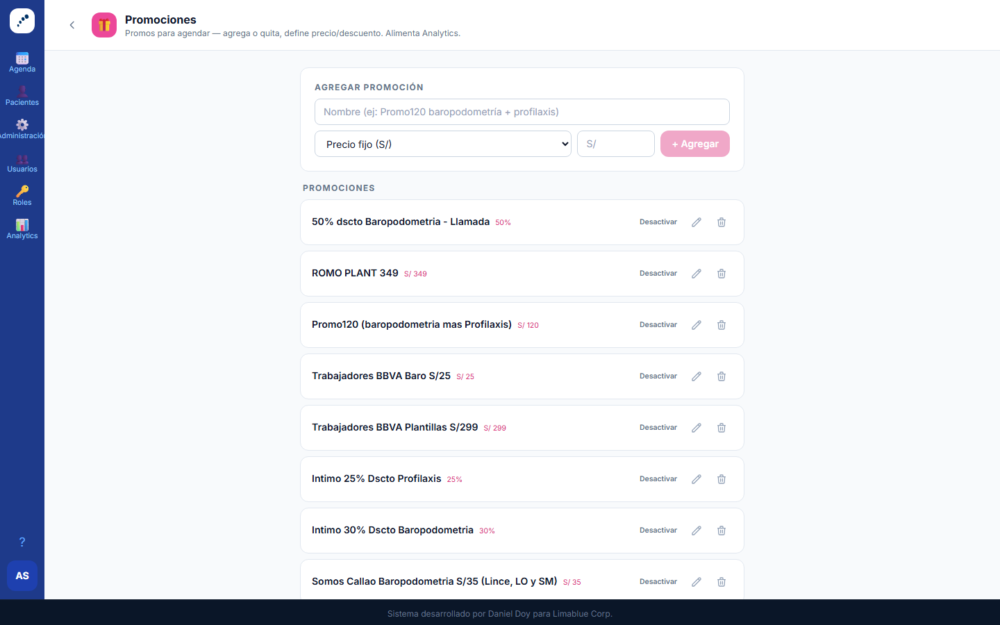 Promociones
Promos para agendar — agrega o quita, define precio/descuento. Alimenta Analytics.
Agenda
Pacientes
Administración
Usuarios
Roles
Analytics
?
AS
AGREGAR PROMOCIÓN
Nombre (ej: Promo120 baropodometría + profilaxis)
Precio fijo (S/)
S/
+ Agregar
PROMOCIONES
50% dscto Baropodometria - Llamada 50% Desactivar
ROMO PLANT 349 S/ 349 Desactivar
Promo120 (baropodometria mas Profilaxis) S/ 120 Desactivar
Trabajadores BBVA Baro S/25 S/ 25 Desactivar
Trabajadores BBVA Plantillas S/299 S/ 299 Desactivar
Intimo 25% Dscto Profilaxis 25% Desactivar
Intimo 30% Dscto Baropodometria 30% Desactivar
Somos Callao Baropodometria S/35 (Lince, LO y SM) S/ 35 Desactivar
Sistema desarrollado por Daniel Doy para Limablue Corp.